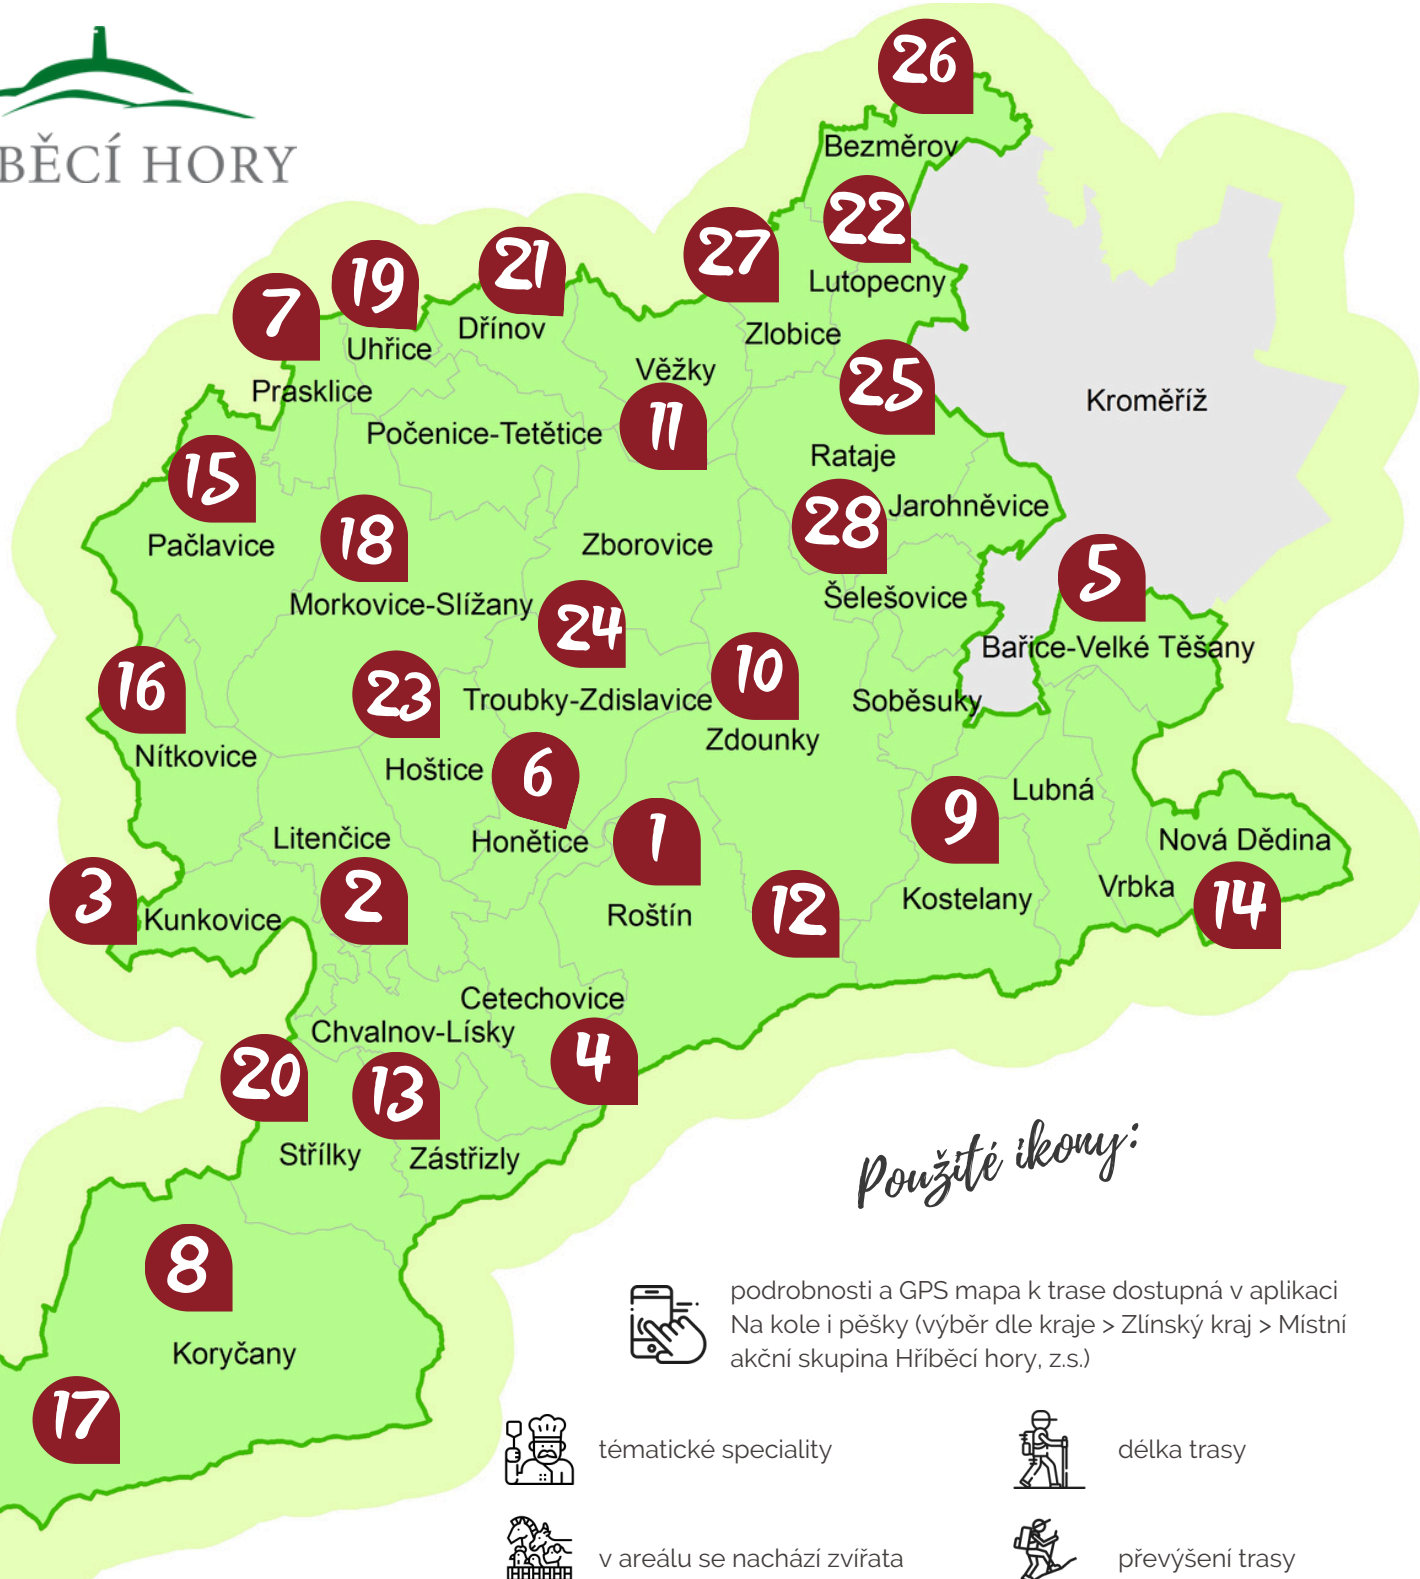 26
BĚCÍ HORY
Bezměrov
22
27
19
21
7
Lutopecny
Dřínov
Zlobice
Uhřice
Věžky
25
Prasklice
Kroměříž
11
Počenice-Tetětice
Rataje
15
Jarohněvice
18
28
Pačlavice
Zborovice
5
Morkovice-Slížany
Šelešovice
24
Bařice-Velké Těšany
10
16
23
Troubky-Zdislavice
Soběsuky
Zdounky
Nítkovice
Hoštice
6
Lubná
9
Litenčice
Honětice
1
Nová Dědina
3
2
Vrbka
Kunkovice
Roštín
12
Kostelany
14
Cetechovice
Chvalnov-Lísky
4
20
13
Střílky
Zástřizly
Použité ikony:
8
podrobnosti a GPS mapa k trase dostupná v aplikaci
Na kole i pěšky (výběr dle kraje > Zlínský kraj > Místní
akční skupina Hříběcí hory, z.s.)
Koryčany
17
tématické speciality
délka trasy
v areálu se nachází zvířata
převýšení trasy